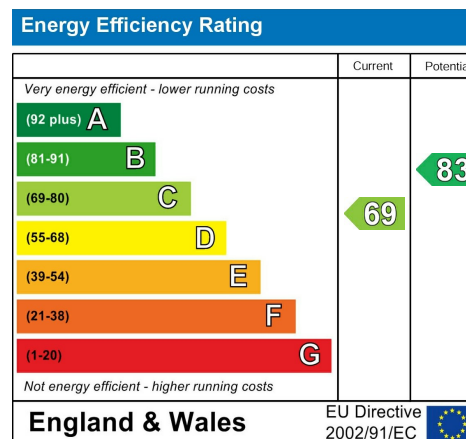 Energy Efficiency Rating
Current Potentia
Very energy efficient - lower running costs
(92 plus) A
(81-91) B
83
(69-80) C
69
(55-68) D
(39-54) E
(21-38) F
(1-20) G
Not energy efficient - higher running costs
England & Wales
EU Directive
2002/91/EC